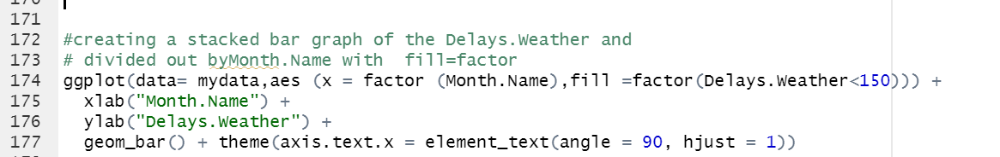 171
172 #creating a stacked bar graph of the Delays.Weather and
173 # divided out byMonth.Name with  fill=factor
174 ggplot(data= mydata,aes (x = factor (Month.Name),fill =factor(Delays.Weather<150))) +
175   xlab("Month.Name") +
176   ylab("Delays.Weather") +
177   geom_bar() + theme(axis.text.x = element_text(angle = 90, hjust = 1))